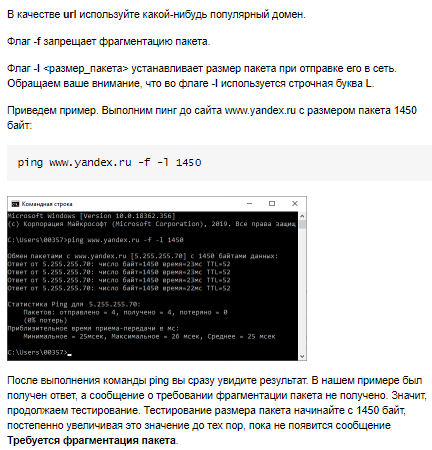 В качестве url используйте какой-нибудь популярный домен.
Флаг -f запрещает фрагментацию пакета.
Флаг -l <размер_пакета> устанавливает размер пакета при отправке его в сеть.
Обращаем ваше внимание, что во флаге -l используется строчная буква L.
Приведем пример. Выполним пинг до сайта www.yandex.ru с размером пакета 1450
байт:
ping www.yandex.ru -f -l 1450
Командная строка
Microsoft Windows [Version 10.0.18362.356]
(c) Корпорация Майкрософт (Microsoft Corporation), 2019. Все права защищ
C:\Users\00357>ping www.yandex.ru -f -l 1450
Обмен пакетами с www.yandex.ru [5.255.255.70] с 1450 байтами данных:
Ответ от 5.255.255.70: число байт=1450 время=23мс TTL=52
Ответ от 5.255.255.70: число байт=1450 время=23мс TTL=52
Ответ от 5.255.255.70: число байт=1450 время=23мс TTL=52
Ответ от 5.255.255.70: число байт=1450 время=22мс TTL=52
Статистика Ping для 5.255.255.70:
Пакетов: отправлено = 4, получено = 4, потеряно = 0
(0% потерь)
Приблизительное время приема-передачи в мс:
Минимальное = 25мсек, Максимальное = 26 мсек, Среднее = 25 мсек
C:\Users\00357>
После выполнения команды ping вы сразу увидите результат. В нашем примере был
получен ответ, а сообщение о требовании фрагментации пакета не получено. Значит,
продолжаем тестирование. Тестирование размера пакета начинайте с 1450 байт,
постепенно увеличивая это значение до тех пор, пока не появится сообщение
Требуется фрагментация пакета.